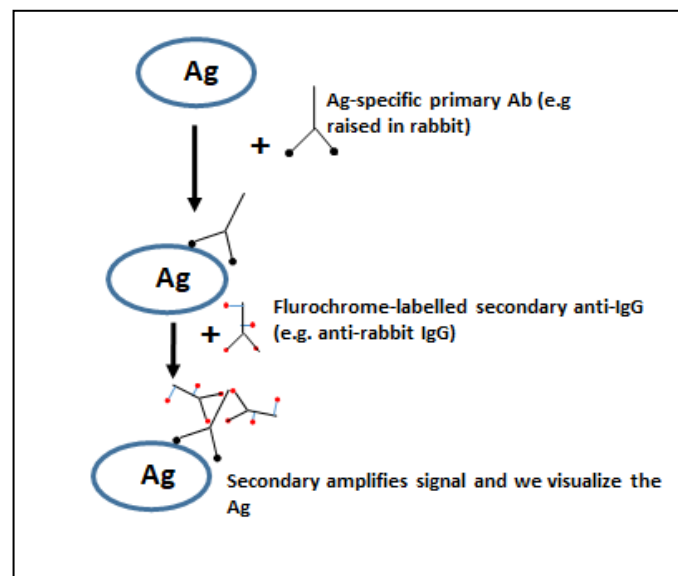 Ag
Ag-specific primary Ab (e.g
raised in rabbit)
+
Ag
Flurochrome-labelled secondary anti-IgG
(e.g. anti-rabbit IgG)
+
Ag
Secondary amplifies signal and we visualize the
Ag